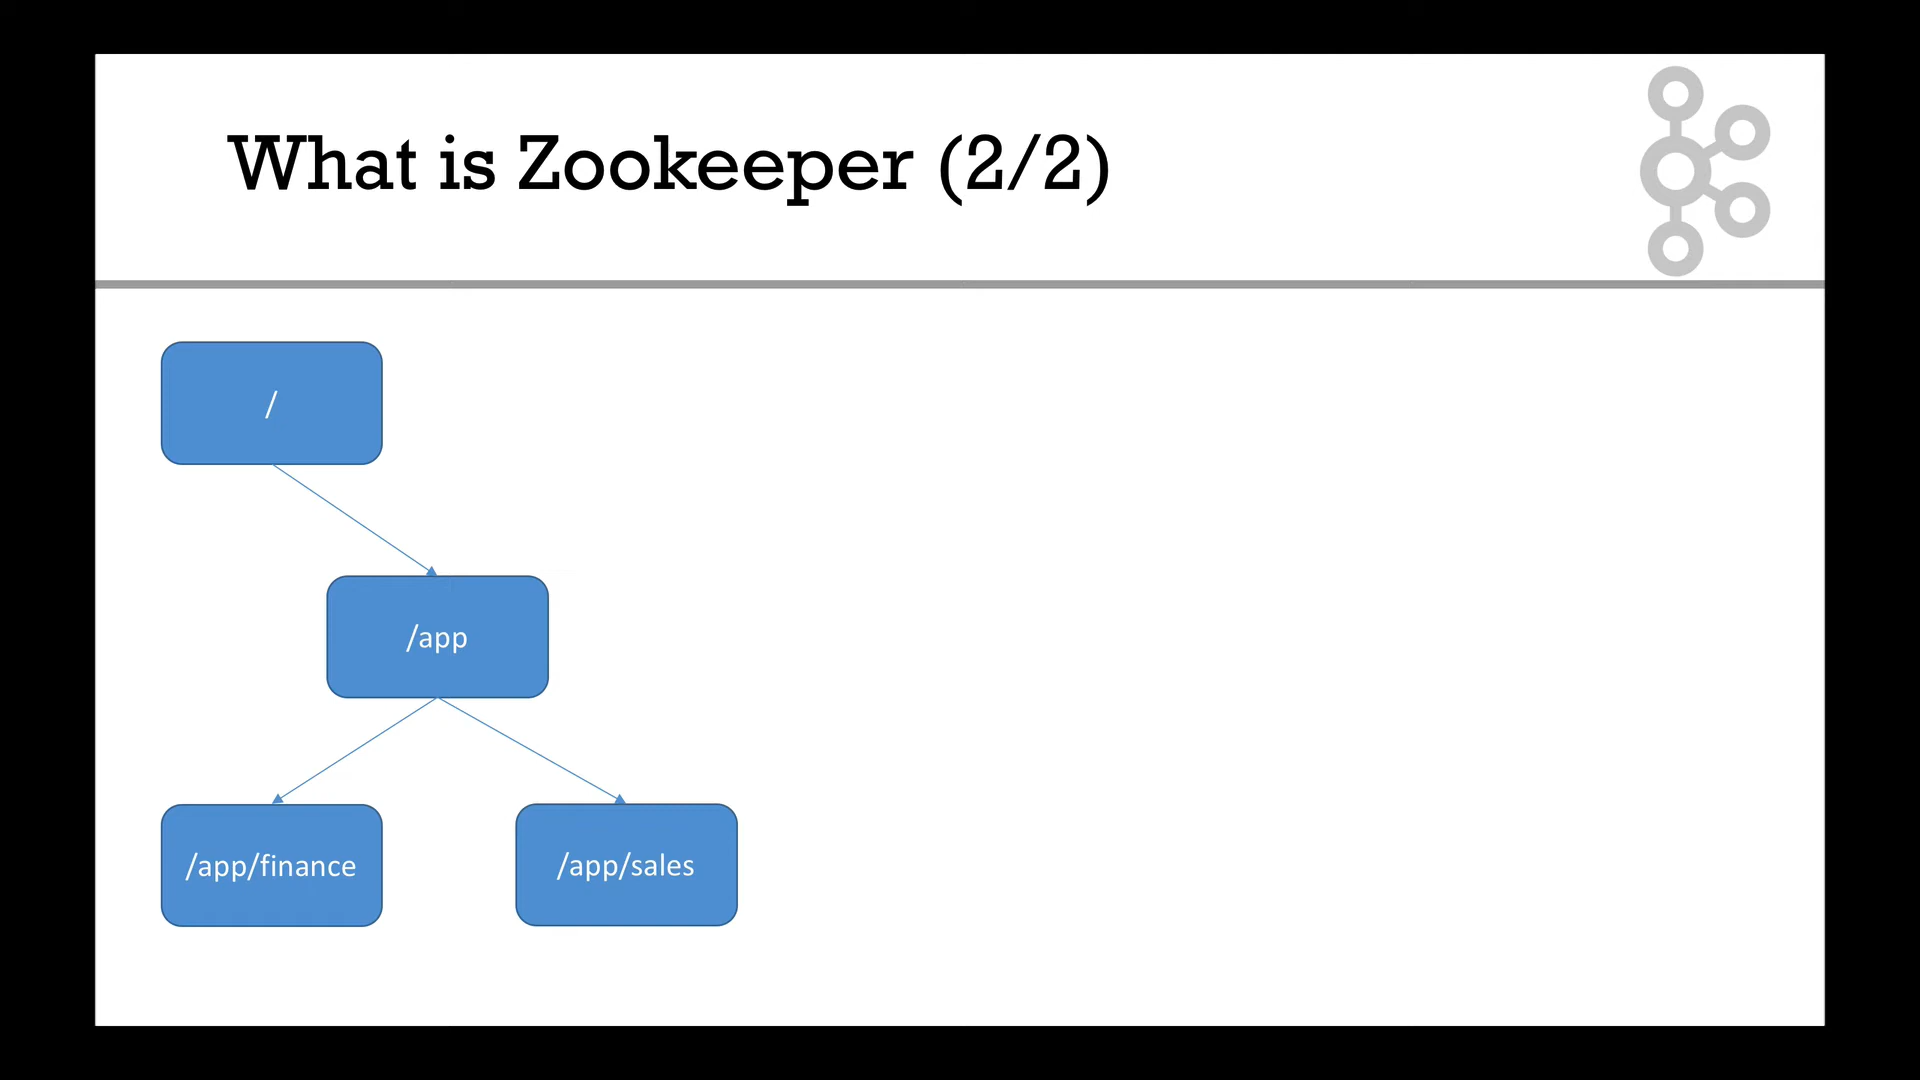 What is Zookeeper (2/2)
/
/app
/app/finance
/app/sales